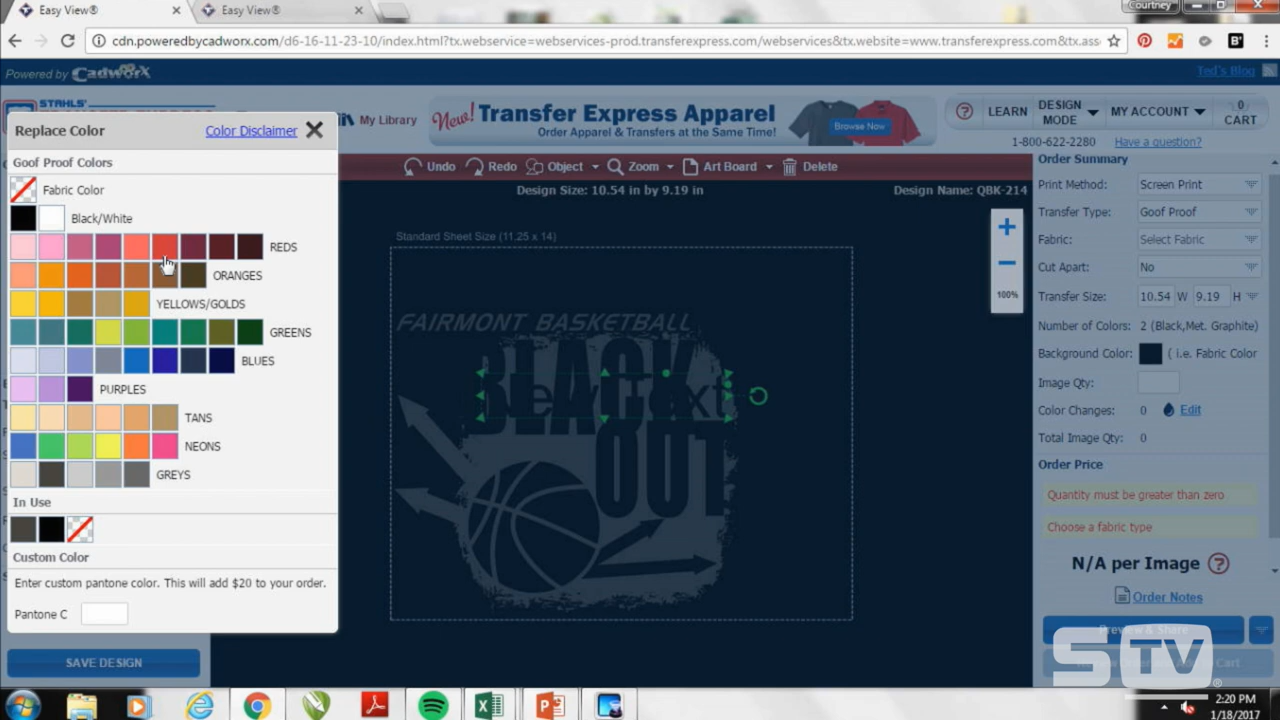 Easy View®
Easy View®
Courtney
cdn.poweredbycadworx.com/d6-16-11-23-10/index.html?tx.webservice=webservices-prod.transferexpress.com/webservices&tx.website=www.transferexpress.com&tx.ass
Powered by CadworX
Ted's Blog
STAHLS'
My Library
New! Transfer Express Apparel
Order Apparel & Transfers at the Same Time!
Browse Now
LEARN
DESIGN MODE
MY ACCOUNT
0 CART
1-800-622-2280
Have a question?
Replace Color
Color Disclaimer
Goof Proof Colors
Fabric Color
Black/White
REDS
ORANGES
YELLOWS/GOLDS
GREENS
BLUES
PURPLES
TANS
NEONS
GREYS
In Use
Custom Color
Enter custom pantone color. This will add $20 to your order.
Pantone C
SAVE DESIGN
Undo
Redo
Object
Zoom
Art Board
Delete
Design Size: 10.54 in by 9.19 in
Design Name: QBK-214
Standard Sheet Size (11.25 x 14)
100%
FAIRMONT BASKETBALL
BLACK
OUT
Order Summary
Print Method: Screen Print
Transfer Type: Goof Proof
Fabric: Select Fabric
Cut Apart: No
Transfer Size: 10.54 W 9.19 H
Number of Colors: 2 (Black,Met. Graphite)
Background Color: ( i.e. Fabric Color
Image Qty:
Color Changes: 0 Edit
Total Image Qty: 0
Order Price
Quantity must be greater than zero
Choose a fabric type
N/A per Image
Order Notes
Preview & Share
Cart
STV®
2:20 PM
1/18/2017